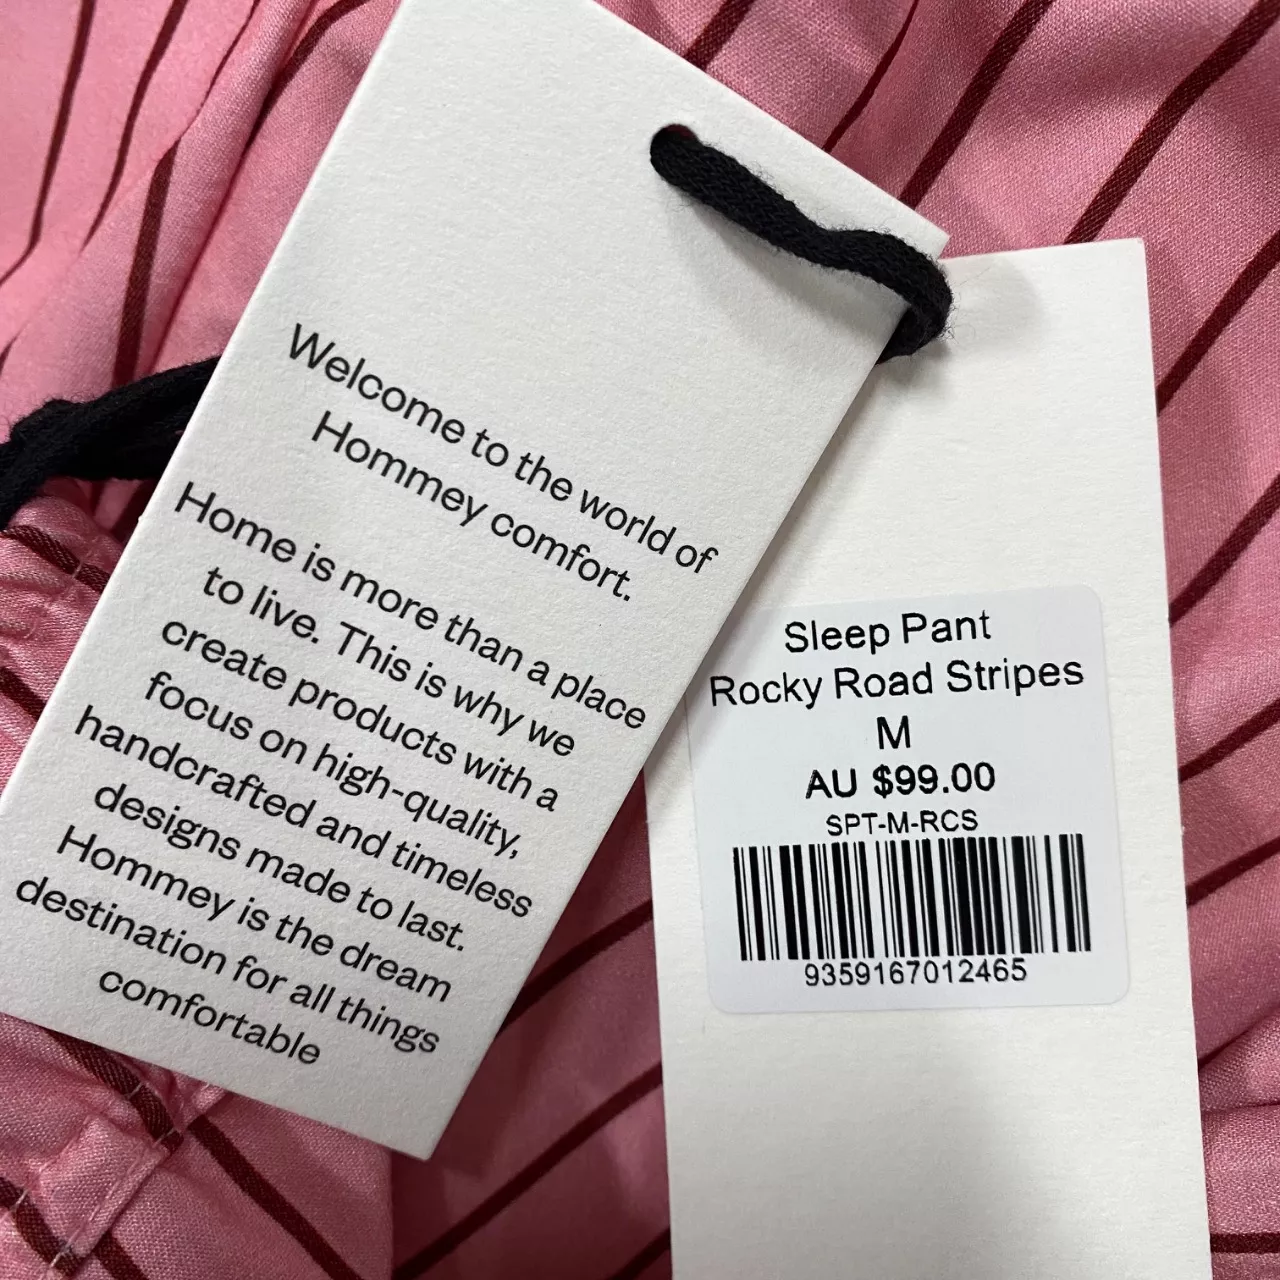 Welcome to the world of
Hommey comfort.
Home is more than a place
to live. This is why we
create products with a
focus on high-quality,
handcrafted and timeless
designs made to last.
Hommey is the dream
destination for all things
comfortable
Sleep Pant
Rocky Road Stripes
M
AU $99.00
SPT-M-RCS
9359167012465